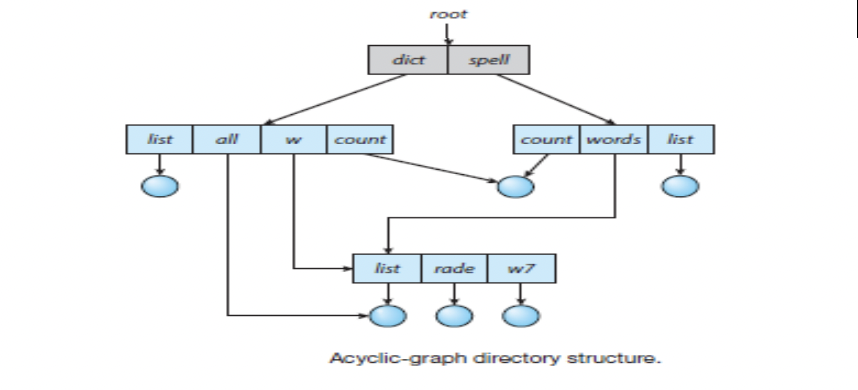 root
dict spell
list all w count count words list
list rade w7
Acyclic-graph directory structure.